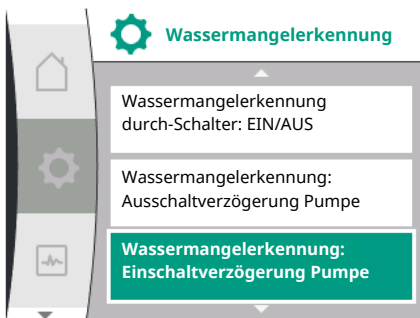 Wassermangelerkennung
Wassermangelerkennung
durch-Schalter: EIN/AUS
Wassermangelerkennung:
Ausschaltverzögerung Pumpe
Wassermangelerkennung:
Einschaltverzögerung Pumpe